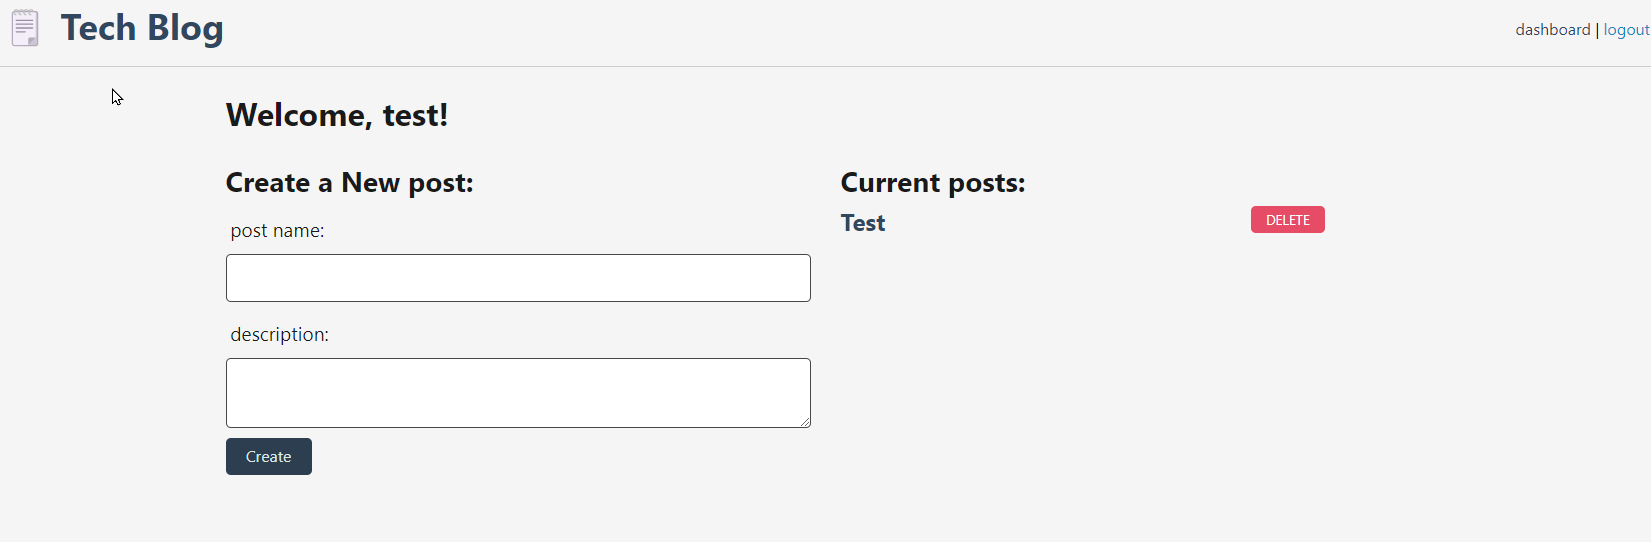 Tech Blog
dashboard | logout
Welcome, test!
Create a New post:
post name:
description:
Create
Current posts:
Test
DELETE